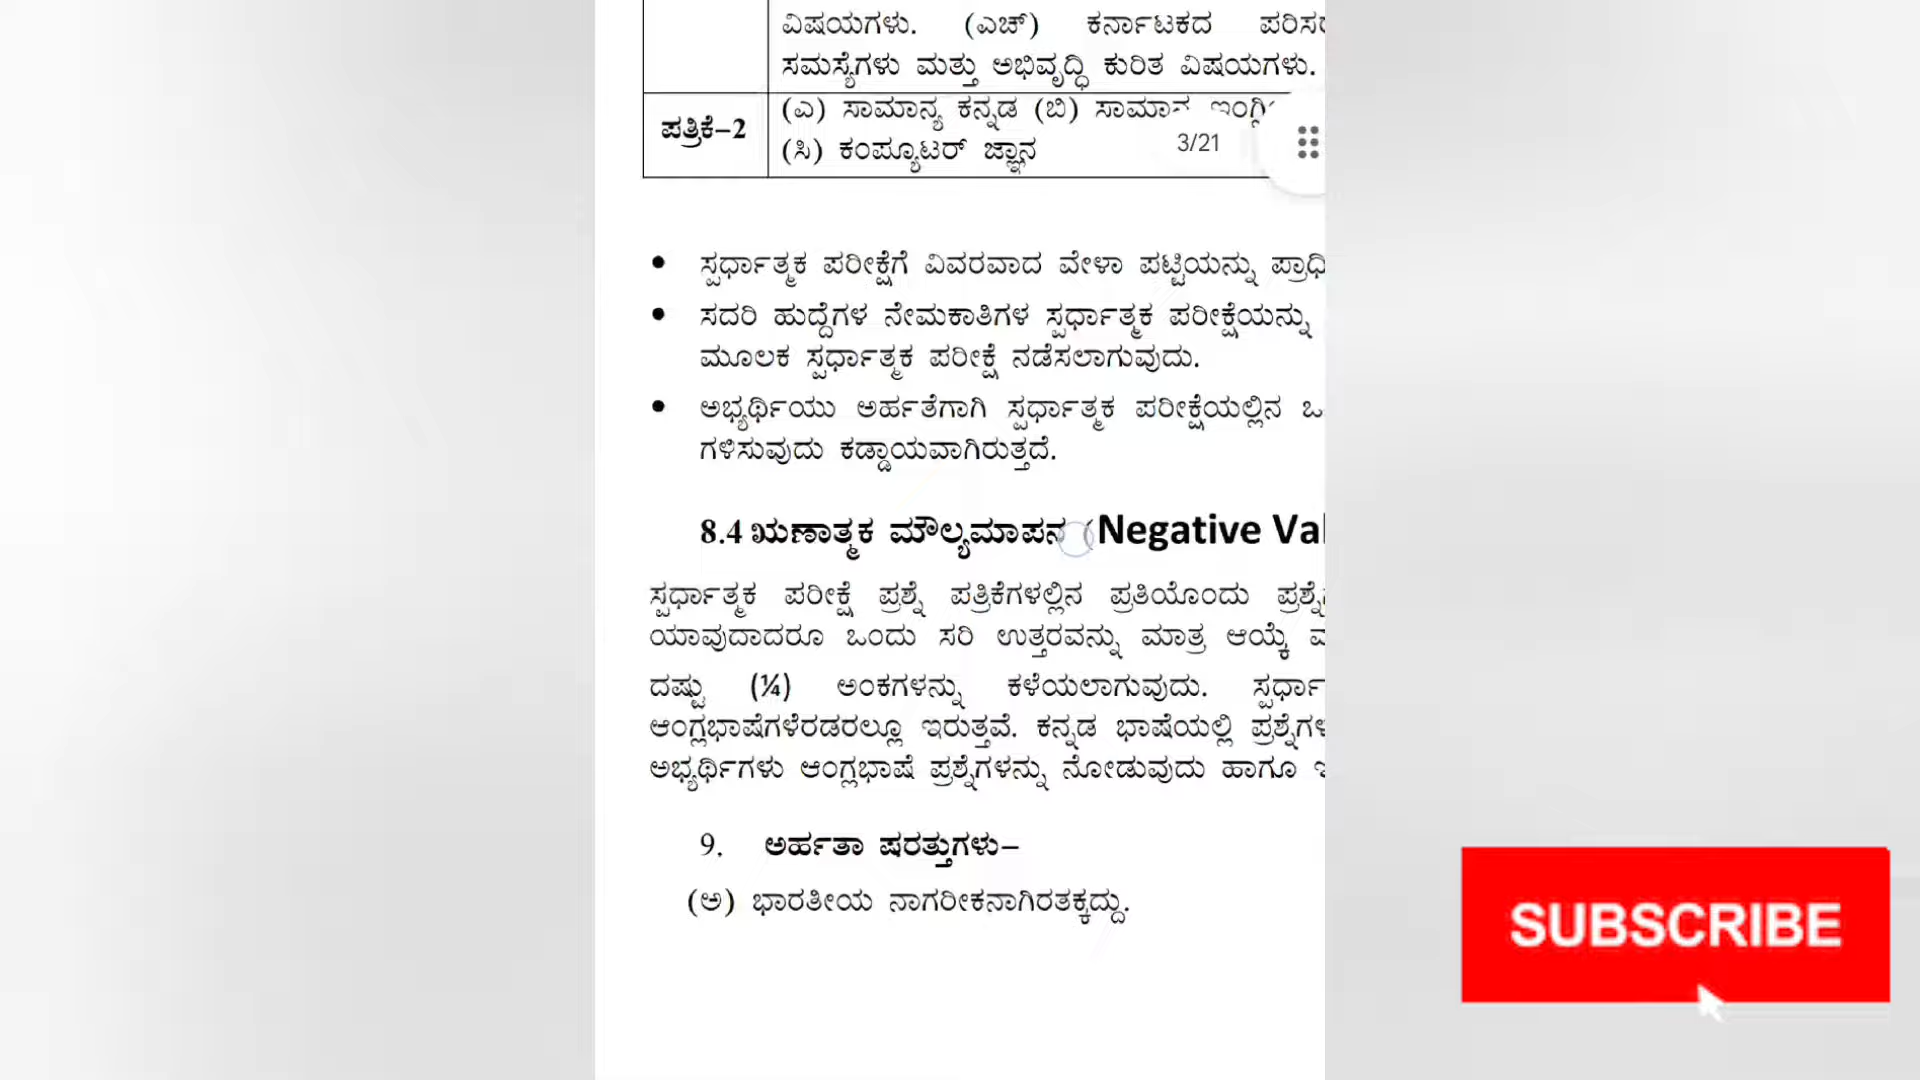 ವಿಷಯಗಳು. (ಎಚ್) ಕರ್ನಾಟಕದ
ಸಮಸ್ಯೆಗಳು ಮತ್ತು ಅಭಿವೃದ್ಧಿ ಕುರಿತ ವಿಷಯಗಳು.
ಪತ್ರಿಕೆ–2
(ಎ) ಸಾಮಾನ್ಯ ಕನ್ನಡ (ಬಿ) ಸಾಮಾನ್ಯ
(ಸಿ) ಕಂಪ್ಯೂಟರ್ ಜ್ಞಾನ
3/21
• ಸ್ಪರ್ಧಾತ್ಮಕ ಪರೀಕ್ಷೆಗೆ ವಿವರವಾದ ವೇಳಾ ಪಟ್ಟಿಯನ್ನು
• ಸದರಿ ಹುದ್ದೆಗಳ ನೇಮಕಾತಿಗಳ ಸ್ಪರ್ಧಾತ್ಮಕ ಪರೀಕ್ಷೆಯನ್ನು
ಮೂಲಕ ಸ್ಪರ್ಧಾತ್ಮಕ ಪರೀಕ್ಷೆ ನಡೆಸಲಾಗುವುದು.
• ಅಭ್ಯರ್ಥಿಯು ಅರ್ಹತೆಗಾಗಿ ಸ್ಪರ್ಧಾತ್ಮಕ ಪರೀಕ್ಷೆಯಲ್ಲಿನ
ಗಳಿಸುವುದು ಕಡ್ಡಾಯವಾಗಿರುತ್ತದೆ.
8.4 ಋಣಾತ್ಮಕ ಮೌಲ್ಯಮಾಪನ (Negative
ಸ್ಪರ್ಧಾತ್ಮಕ ಪರೀಕ್ಷೆ ಪ್ರಶ್ನೆ ಪತ್ರಿಕೆಗಳಲ್ಲಿನ ಪ್ರತಿಯೊಂದು
ಯಾವುದಾದರೂ ಒಂದು ಸರಿ ಉತ್ತರವನ್ನು ಮಾತ್ರ ಆಯ್ಕೆ
ದಷ್ಟು (¼) ಅಂಕಗಳನ್ನು ಕಳೆಯಲಾಗುವುದು.
ಆಂಗ್ಲಭಾಷೆಗಳೆರಡರಲ್ಲೂ ಇರುತ್ತವೆ. ಕನ್ನಡ ಭಾಷೆಯಲ್ಲಿ
ಅಭ್ಯರ್ಥಿಗಳು ಆಂಗ್ಲಭಾಷೆ ಪ್ರಶ್ನೆಗಳನ್ನು ನೋಡುವುದು ಹಾಗೂ
9. ಅರ್ಹತಾ ಷರತ್ತುಗಳು–
(ಅ) ಭಾರತೀಯ ನಾಗರೀಕನಾಗಿರತಕ್ಕದ್ದು.
SUBSCRIBE